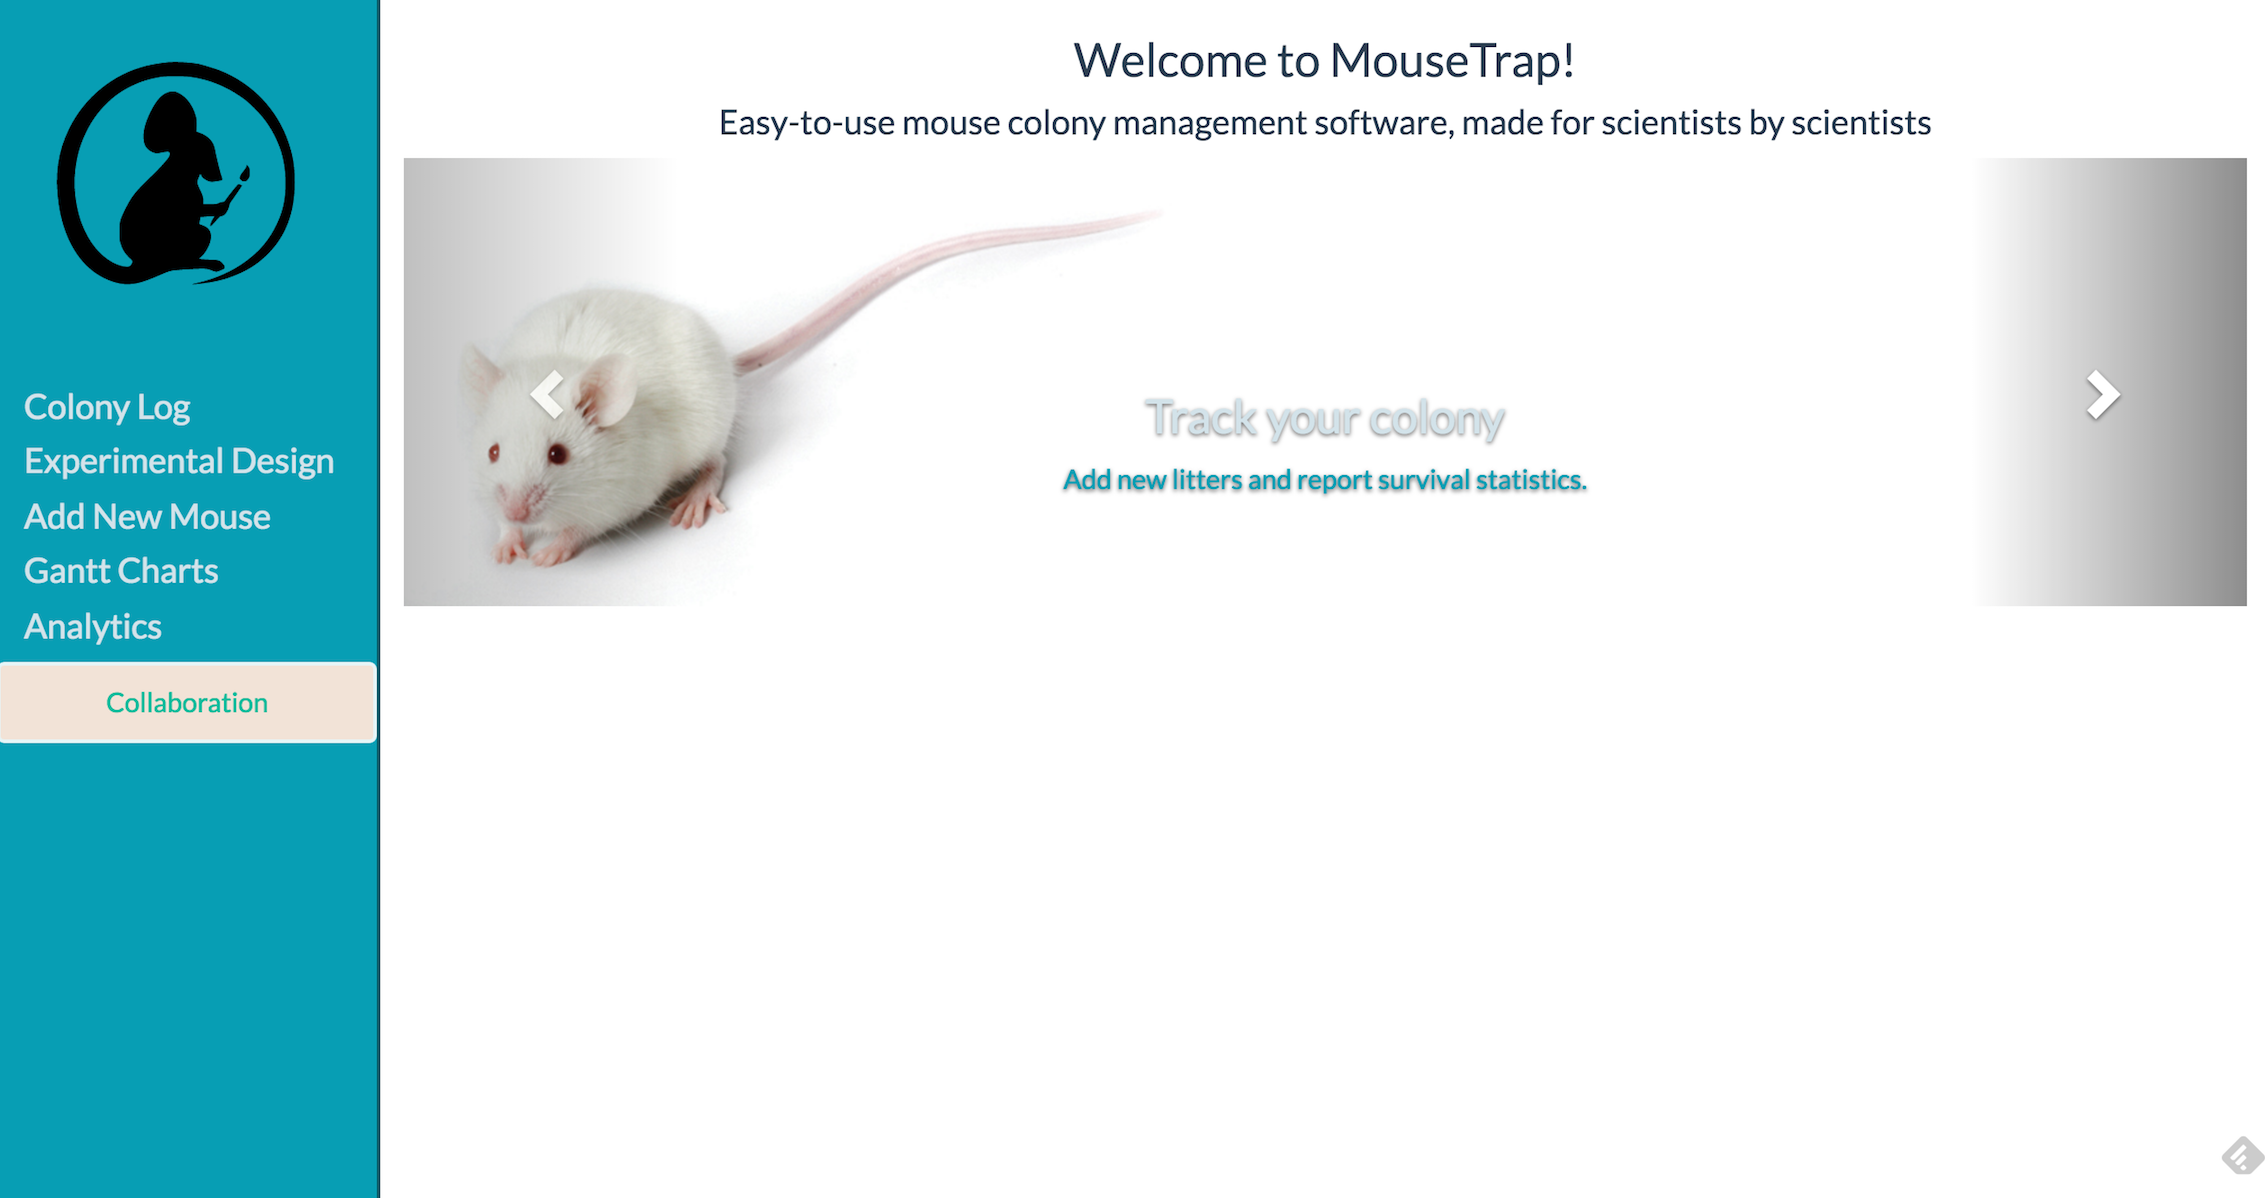 Welcome to MouseTrap!
Easy-to-use mouse colony management software, made for scientists by scientists
Colony Log
Experimental Design
Add New Mouse
Gantt Charts
Analytics
Collaboration
Track your colony
Add new litters and report survival statistics.